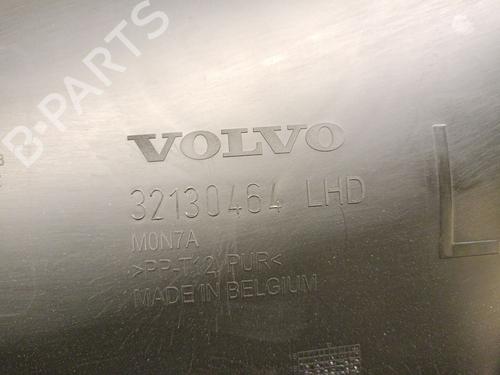 B-PARTS
VOLVO
32130464 LHD
M0N7A
>PP-T12/PUR<
MADE IN BELGIUM